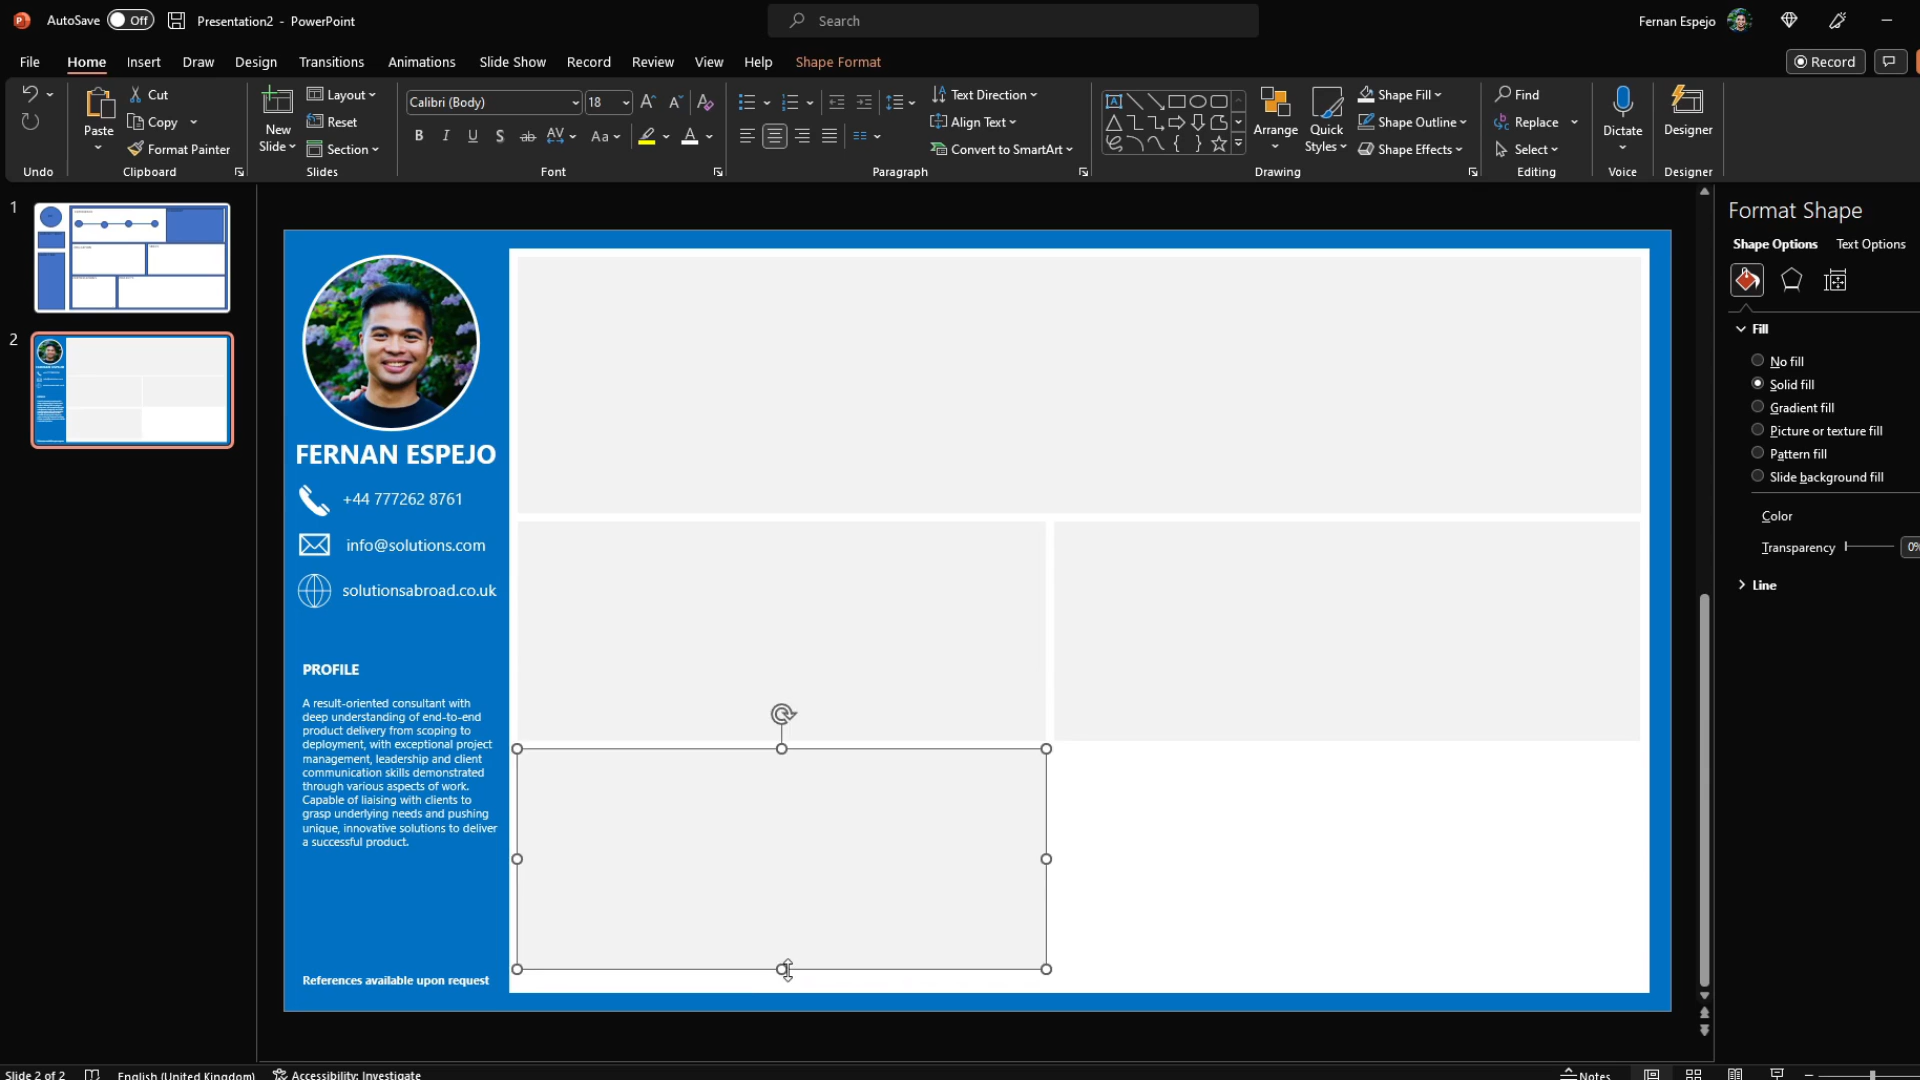 AutoSave Off Presentation2 - PowerPoint Search Fernan Espejo
File Home Insert Draw Design Transitions Animations Slide Show Record Review View Help Shape Format Record
Undo
Paste
Cut
Copy
Format Painter
Clipboard
New Slide
Layout
Reset
Section
Slides
Calibri (Body) 18
B I U S ab AV Aa A
Font
Text Direction
Align Text
Convert to SmartArt
Paragraph
Arrange
Quick Styles
Shape Fill
Shape Outline
Shape Effects
Drawing
Find
Replace
Select
Editing
Dictate
Voice
Designer
Designer
1
2
FERNAN ESPEJO
+44 777262 8761
info@solutions.com
solutionsabroad.co.uk
PROFILE
A result-oriented consultant with
deep understanding of end-to-end
product delivery from scoping to
deployment, with exceptional project
management, leadership and client
communication skills demonstrated
through various aspects of work.
Capable of liaising with clients to
grasp underlying needs and pushing
unique, innovative solutions to deliver
a successful product.
References available upon request
Format Shape
Shape Options Text Options
Fill
No fill
Solid fill
Gradient fill
Picture or texture fill
Pattern fill
Slide background fill
Color
Transparency 0%
Line
Slide 2 of 2 English (United Kingdom) Accessibility: Investigate Notes